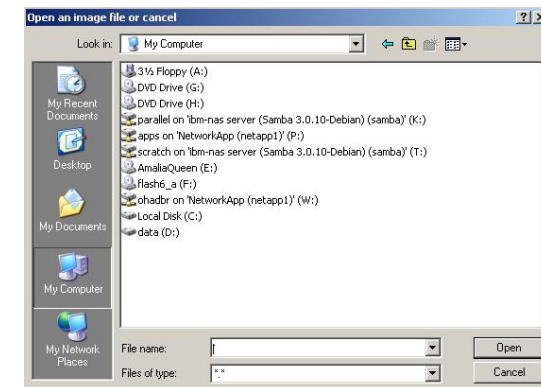 Open an image file or cancel
Look in: My Computer
My Recent
Documents
Desktop
My Documents
My Computer
My Network
Places
3½ Floppy (A:)
DVD Drive (G:)
DVD Drive (H:)
parallel on 'ibm-nas server (Samba 3.0.10-Debian) (samba)' (K:)
apps on 'NetworkApp (netapp1)' (P:)
scratch on 'ibm-nas server (Samba 3.0.10-Debian) (samba)' (T:)
AmaliaQueen (E:)
flash6_a (F:)
ohadbr on 'NetworkApp (netapp1)' (W:)
Local Disk (C:)
data (D:)
File name:
Open
Files of type: *.*
Cancel